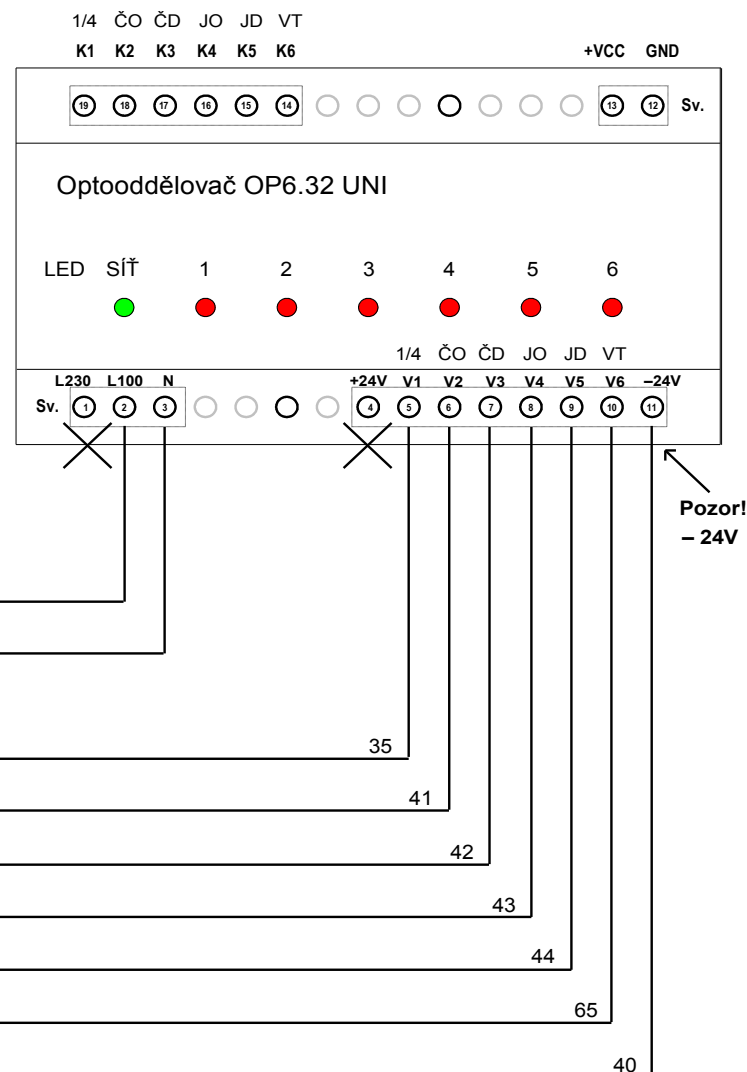 1/4 ČO ČD JO JD VT
K1 K2 K3 K4 K5 K6 +VCC GND
19 18 17 16 15 14 13 12 Sv.
Optooddělovač OP6.32 UNI
LED SÍŤ 1 2 3 4 5 6
1/4 ČO ČD JO JD VT
L230 L100 N +24V V1 V2 V3 V4 V5 V6 –24V
Sv. 1 2 3 4 5 6 7 8 9 10 11
Pozor!
– 24V
35
41
42
43
44
65
40